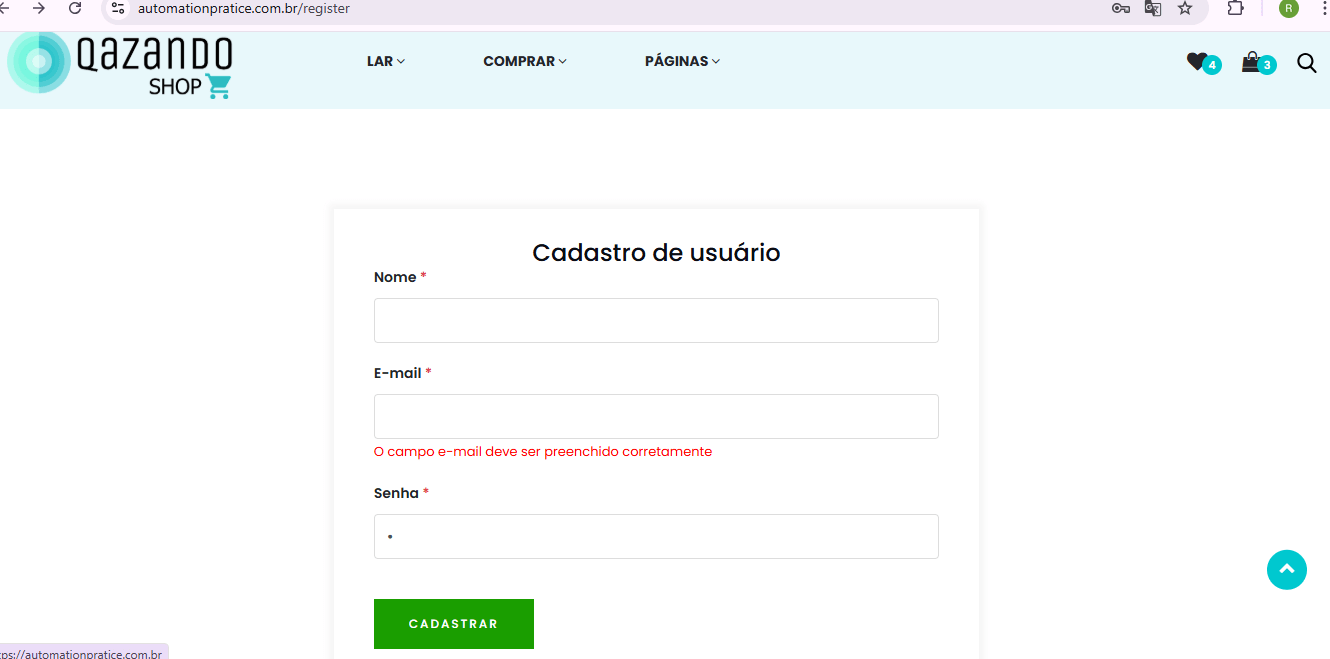 automationpratice.com.br/register
R
QAZANDO
SHOP
LAR
COMPRAR
PÁGINAS
4
3
Cadastro de usuário
Nome *
E-mail *
O campo e-mail deve ser preenchido corretamente
Senha *
CADASTRAR
tps://automationpratice.com.br